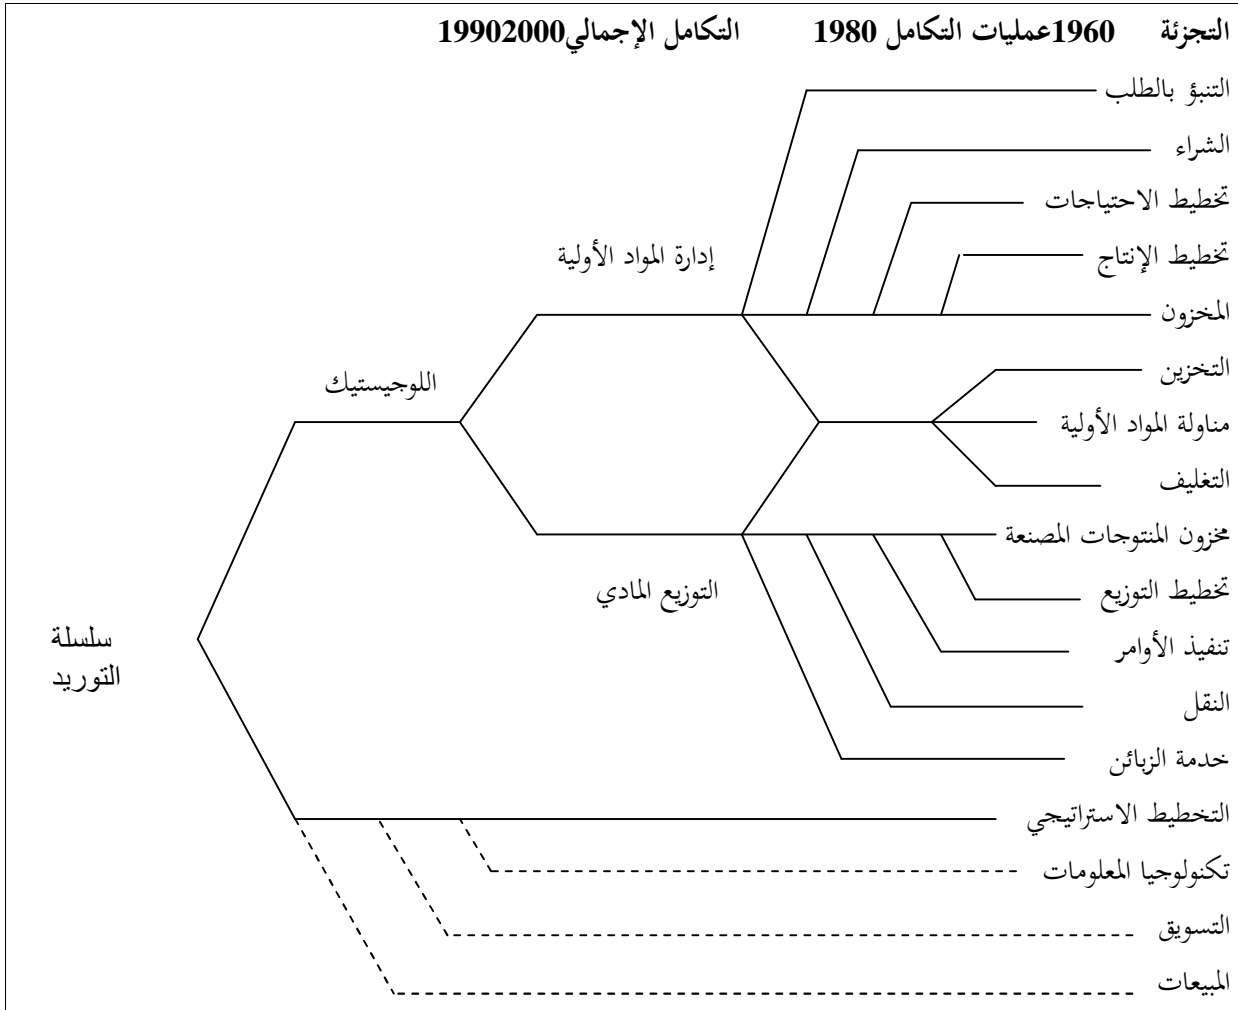 التجزئة 1960عمليات التكامل 1980 التكامل الإجمالي19902000
التنبؤ بالطلب
الشراء
تخطيط الاحتياجات
تخطيط الإنتاج
إدارة المواد الأولية
المخزون
التخزين
اللوجيستيك
مناولة المواد الأولية
التغليف
مخزون المنتوجات المصنعة
تخطيط التوزيع
التوزيع المادي
تنفيذ الأوامر
سلسلة
التوريد
النقل
خدمة الزبائن
التخطيط الاستراتيجي
تكنولوجيا المعلومات
التسويق
المبيعات